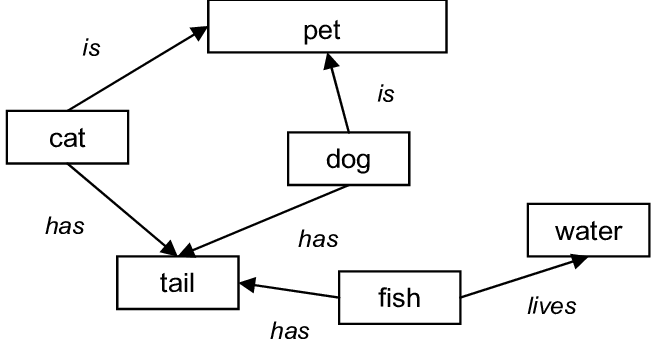 pet
is
is
cat
dog
has
has
water
tail
fish
lives
has